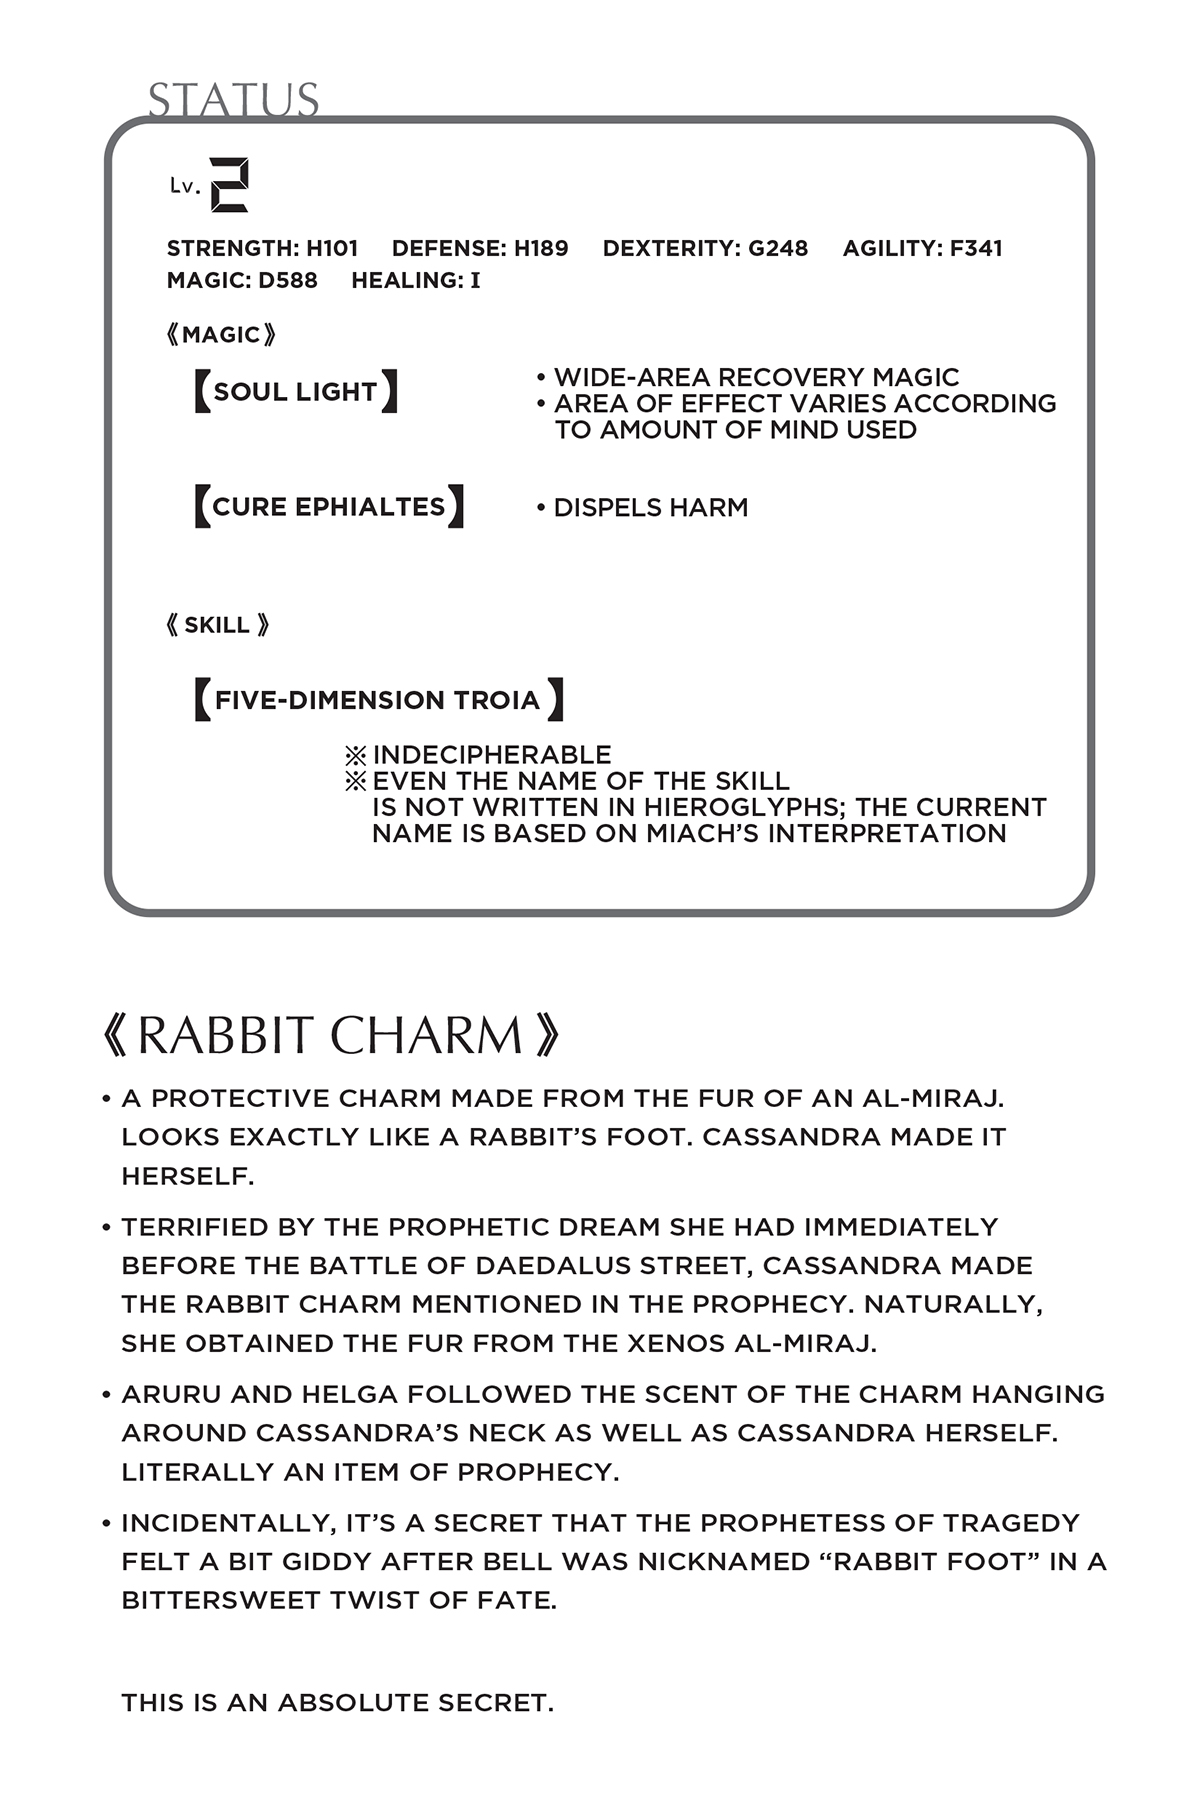 STATUS
Lv. 2
STRENGTH: H101 DEFENSE: H189 DEXTERITY: G248 AGILITY: F341
MAGIC: D588 HEALING: I
《MAGIC》
【SOUL LIGHT】
• WIDE-AREA RECOVERY MAGIC
• AREA OF EFFECT VARIES ACCORDING
TO AMOUNT OF MIND USED
【CURE EPHIALTES】 • DISPELS HARM
《SKILL》
【FIVE-DIMENSION TROIA】
※ INDECIPHERABLE
※ EVEN THE NAME OF THE SKILL
IS NOT WRITTEN IN HIEROGLYPHS; THE CURRENT
NAME IS BASED ON MIACH’S INTERPRETATION
《RABBIT CHARM》
• A PROTECTIVE CHARM MADE FROM THE FUR OF AN AL-MIRAJ.
LOOKS EXACTLY LIKE A RABBIT’S FOOT. CASSANDRA MADE IT
HERSELF.
• TERRIFIED BY THE PROPHETIC DREAM SHE HAD IMMEDIATELY
BEFORE THE BATTLE OF DAEDALUS STREET, CASSANDRA MADE
THE RABBIT CHARM MENTIONED IN THE PROPHECY. NATURALLY,
SHE OBTAINED THE FUR FROM THE XENOS AL-MIRAJ.
• ARURU AND HELGA FOLLOWED THE SCENT OF THE CHARM HANGING
AROUND CASSANDRA’S NECK AS WELL AS CASSANDRA HERSELF.
LITERALLY AN ITEM OF PROPHECY.
• INCIDENTALLY, IT’S A SECRET THAT THE PROPHETESS OF TRAGEDY
FELT A BIT GIDDY AFTER BELL WAS NICKNAMED “RABBIT FOOT” IN A
BITTERSWEET TWIST OF FATE.
THIS IS AN ABSOLUTE SECRET.